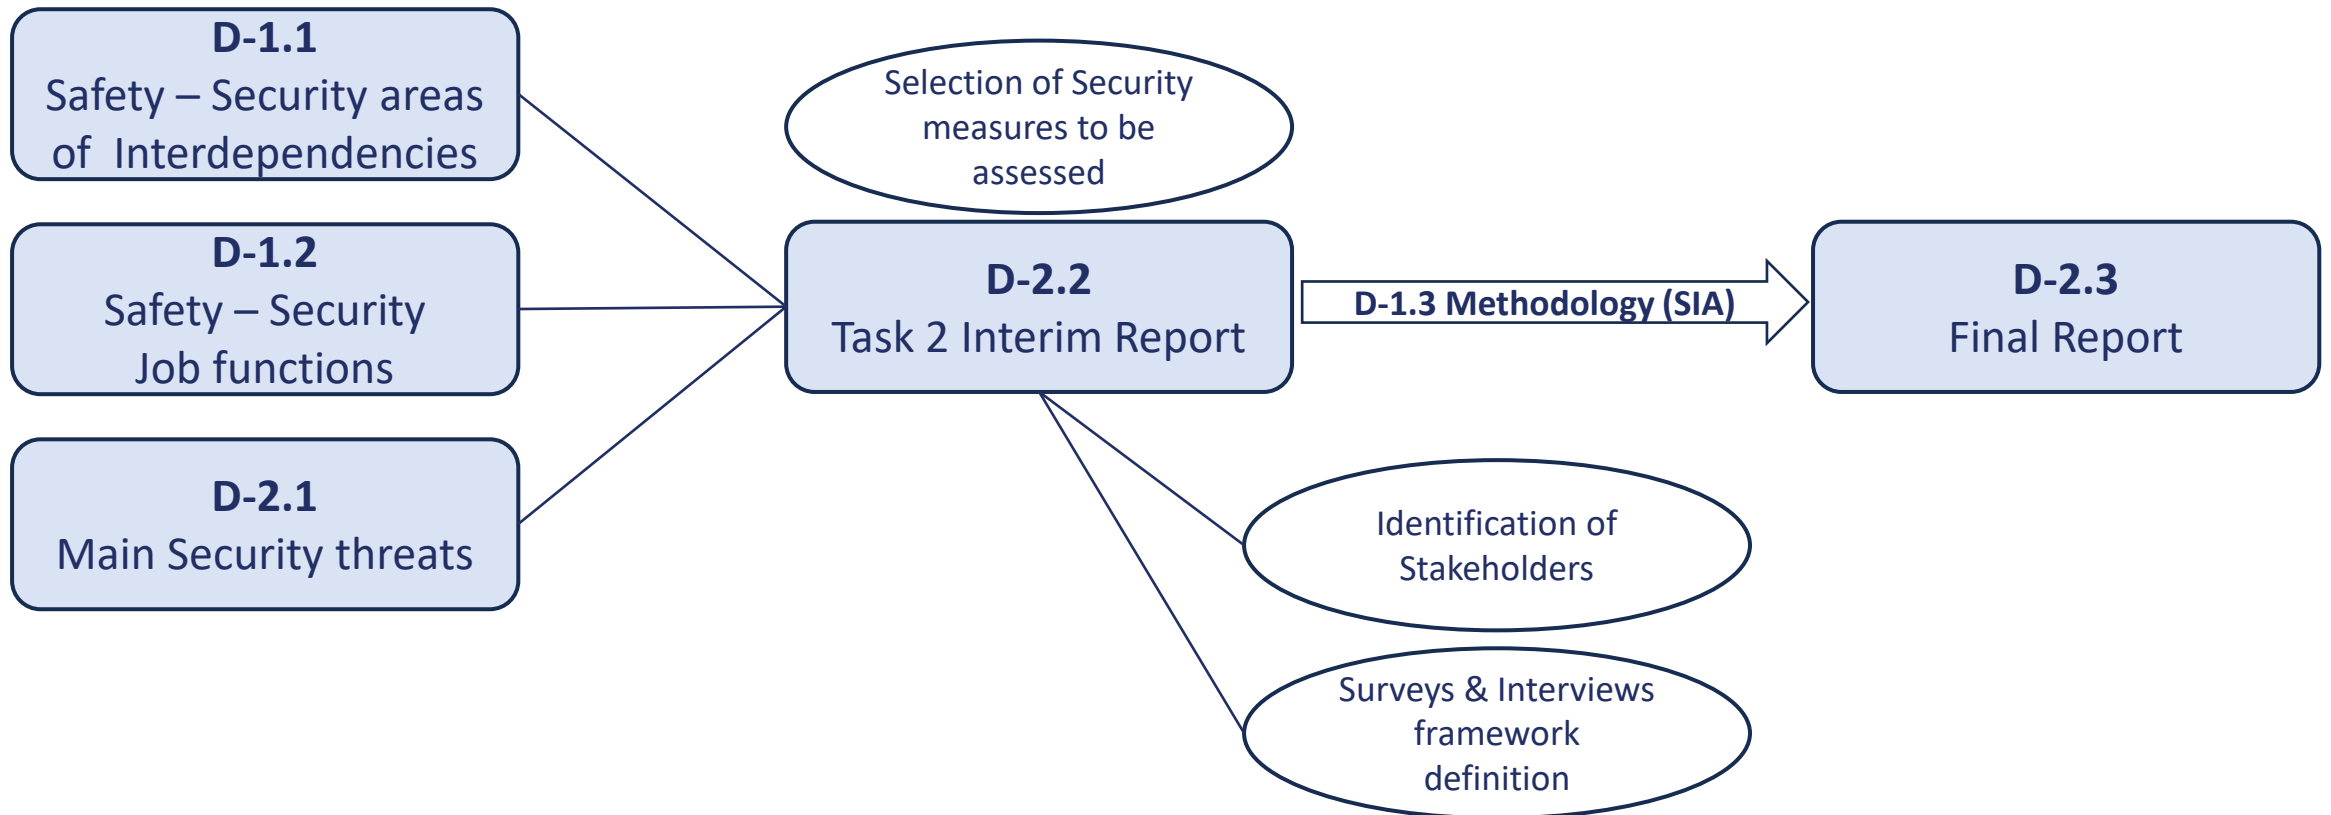 D-1.1
Safety – Security areas
of Interdependencies
D-1.2
Safety – Security
Job functions
D-2.1
Main Security threats
Selection of Security
measures to be
assessed
D-2.2
Task 2 Interim Report
D-1.3 Methodology (SIA)
D-2.3
Final Report
Identification of
Stakeholders
Surveys & Interviews
framework
definition